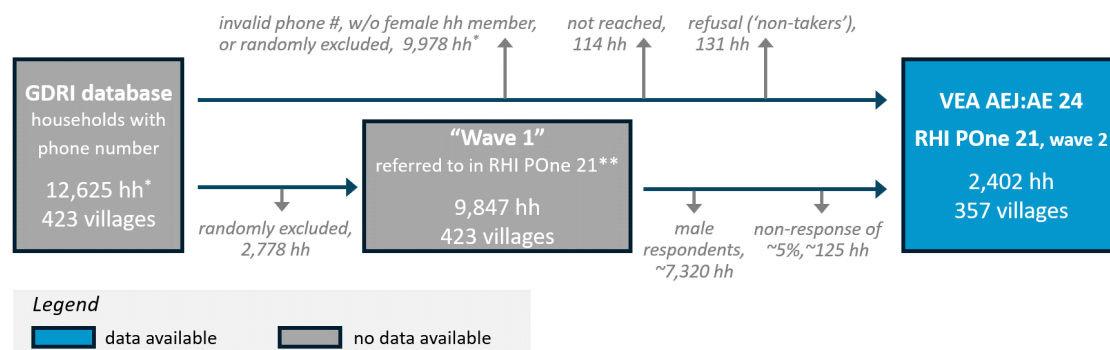 invalid phone #, w/o female hh member,
or randomly excluded, 9,978 hh*
not reached,
114 hh
refusal ('non-takers'),
131 hh
GDRI database
households with
phone number
12,625 hh*
423 villages
randomly excluded,
2,778 hh
“Wave 1”
referred to in RHI POne 21**
9,847 hh
423 villages
male
respondents,
~7,320 hh
non-response of
~5%,~125 hh
VEA AEJ:AE 24
RHI POne 21, wave 2
2,402 hh
357 villages
Legend
data available
no data available